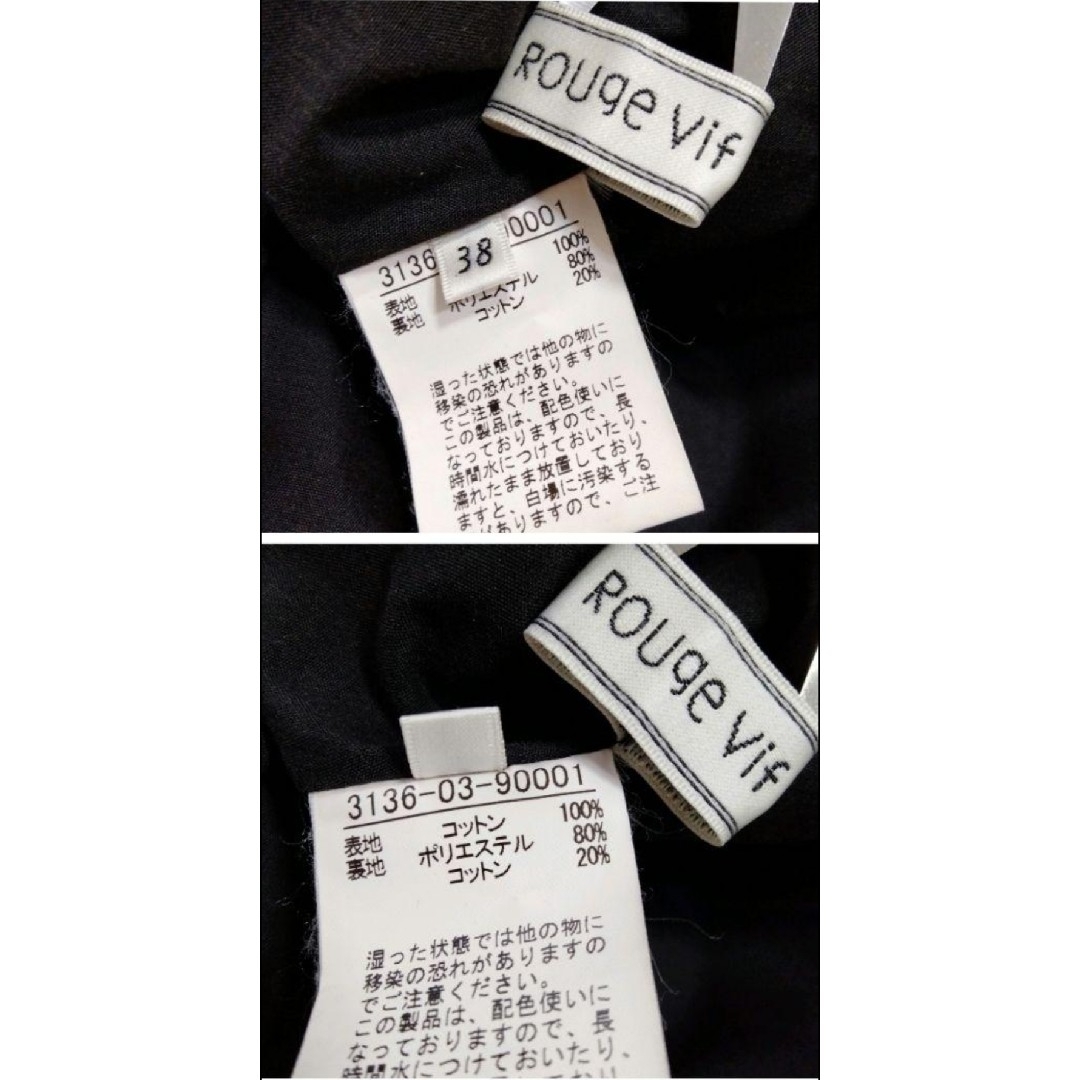 Rouge Vif
38
3136 0001
100%
表地 80%
裏地 ポリエステル 20%
コットン
湿った状態では他の物に
移染の恐れがありますの
でご注意ください。
この製品は、配色使いに
なっておりますので、長
時間水につけておいたり、
濡れたまま放置しており
ますと、白場に汚染する
がありますので、ご注
Rouge Vif
3136-03-90001
表地 コットン 100%
裏地 ポリエステル 80%
コットン 20%
湿った状態では他の物に
移染の恐れがありますの
でご注意ください。
この製品は、配色使いに
なっておりますので、長
時間水につけておいたり、